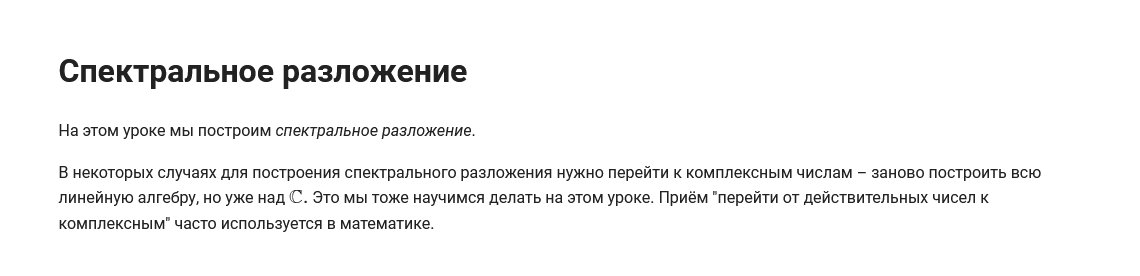 Спектральное разложение
На этом уроке мы построим спектральное разложение.
В некоторых случаях для построения спектрального разложения нужно перейти к комплексным числам – заново построить всю
линейную алгебру, но уже над ℂ. Это мы тоже научимся делать на этом уроке. Приём "перейти от действительных чисел к
комплексным" часто используется в математике.